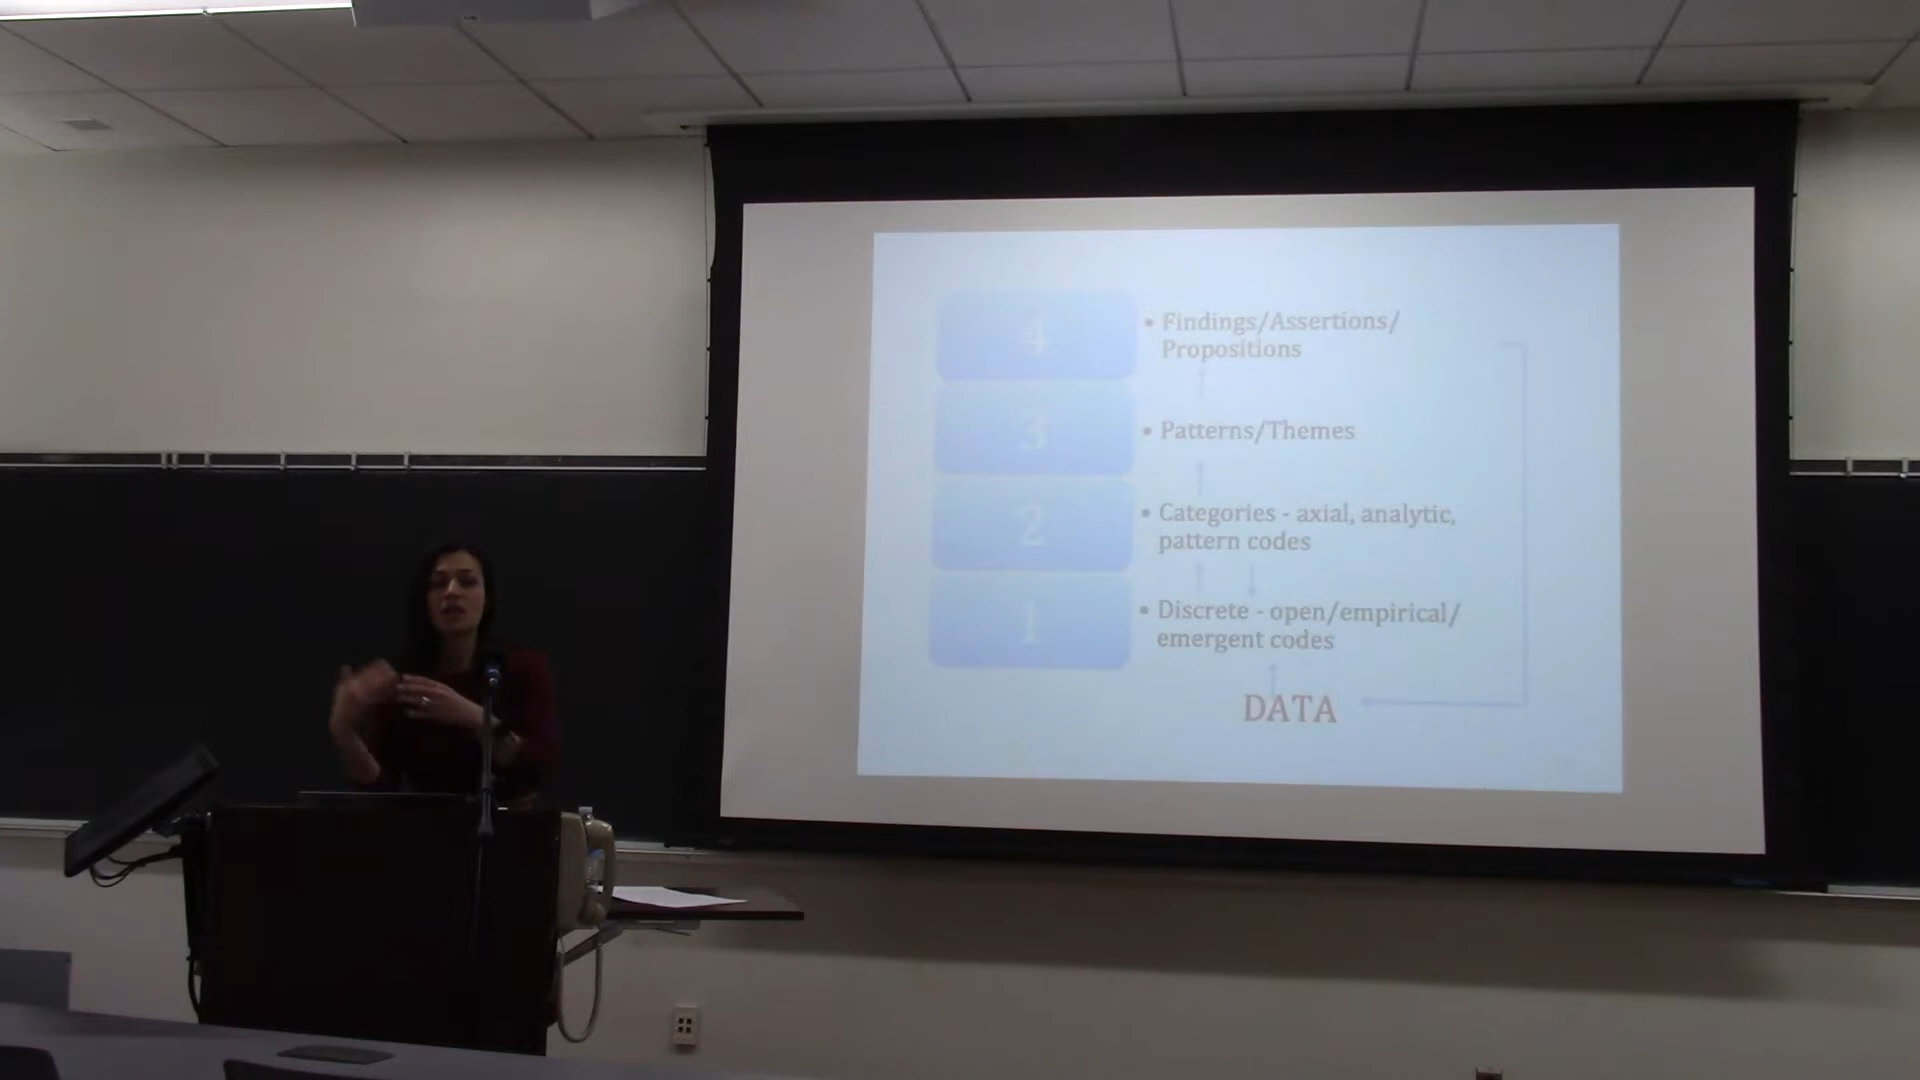 4
• Findings/Assertions/
Propositions
3
• Patterns/Themes
2
• Categories - axial, analytic,
pattern codes
1
• Discrete - open/empirical/
emergent codes
DATA